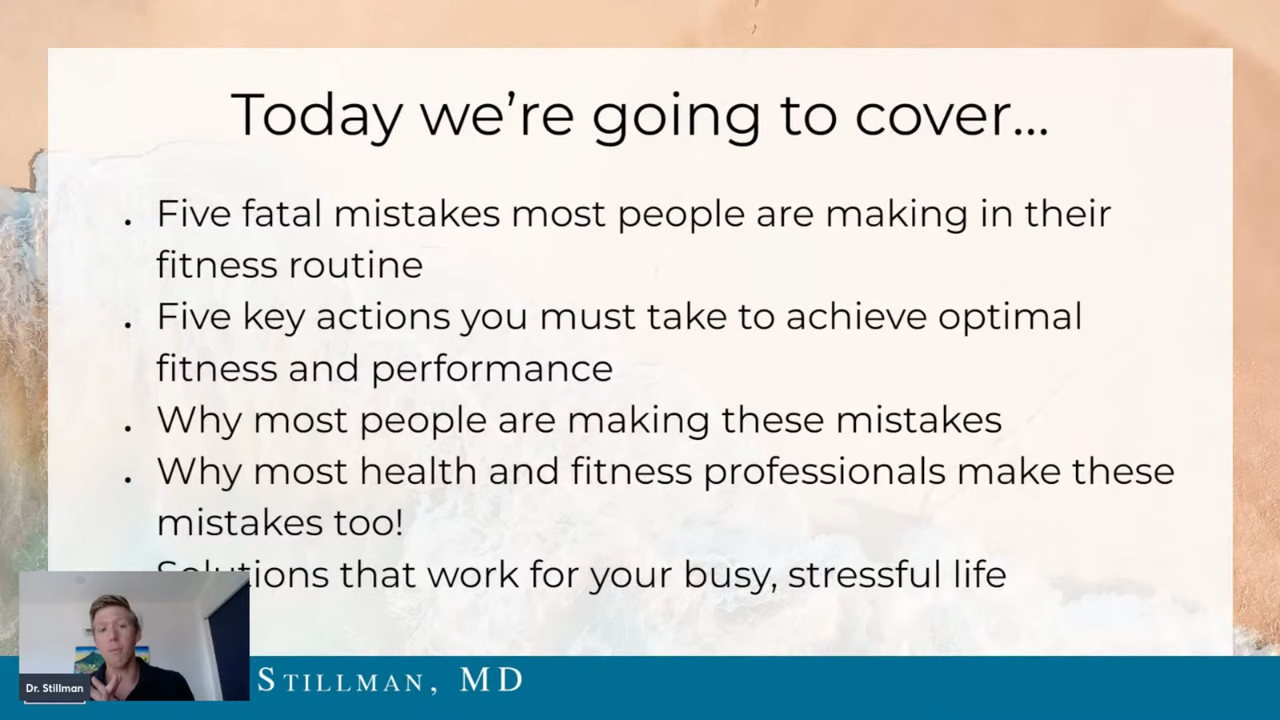 Today we're going to cover...
. Five fatal mistakes most people are making in their
fitness routine
. Five key actions you must take to achieve optimal
fitness and performance
. Why most people are making these mistakes
. Why most health and fitness professionals make these
mistakes too!
Solutions that work for your busy, stressful life
Dr. Stillman
STILLMAN, MD